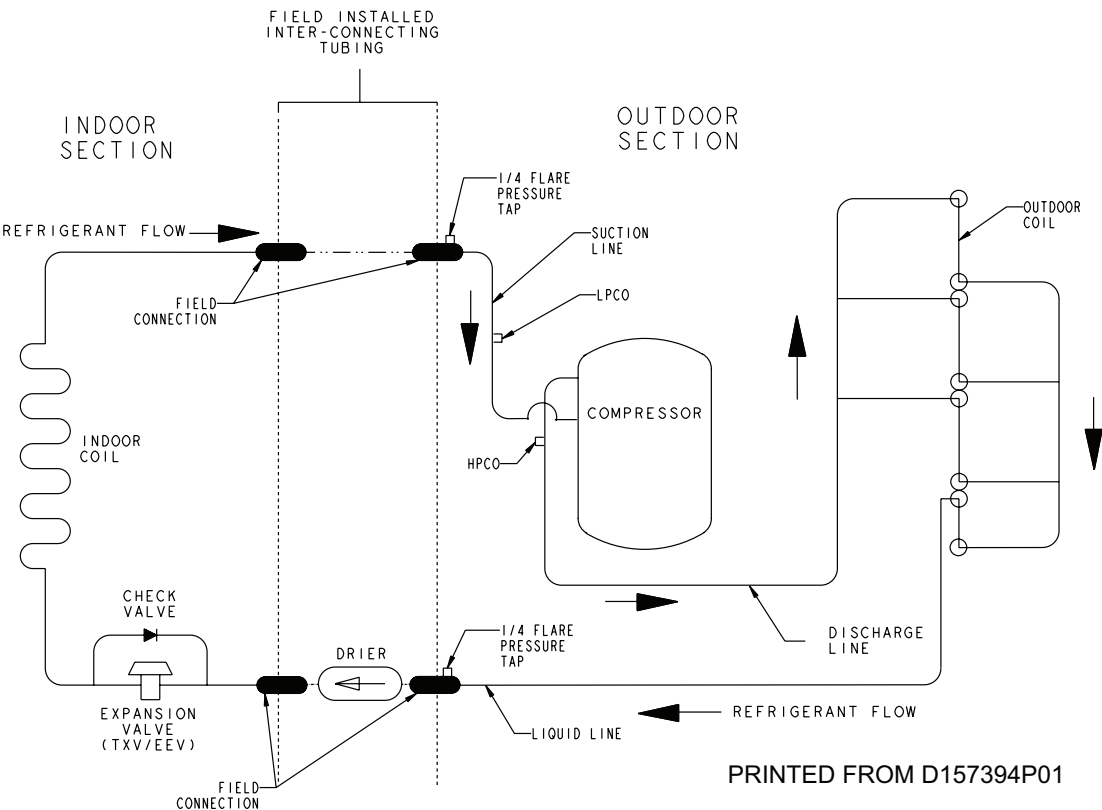 FIELD INSTALLED
INTER-CONNECTING
TUBING
INDOOR
SECTION
OUTDOOR
SECTION
1/4 FLARE
PRESSURE
TAP
OUTDOOR
COIL
REFRIGERANT FLOW
SUCTION
LINE
FIELD
CONNECTION
LPCO
COMPRESSOR
INDOOR
COIL
HPCO
CHECK
VALVE
1/4 FLARE
PRESSURE
TAP
DISCHARGE
LINE
DRIER
EXPANSION
VALVE
(TXV/EEV)
REFRIGERANT FLOW
LIQUID LINE
FIELD
CONNECTION
PRINTED FROM D157394P01